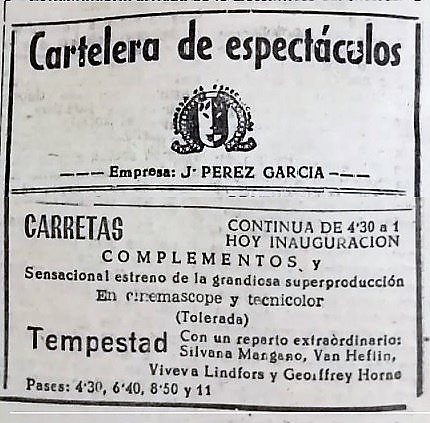 Cartelera de espectáculos
Empresa: J. PEREZ GARCIA
CARRETAS
CONTINUA DE 4'30 a 1
HOY INAUGURACION
COMPLEMENTOS y
Sensacional estreno de la grandiosa superproducción
En cinemascope y tecnicolor
(Tolerada)
Tempestad
Con un reparto extraordinario:
Silvana Mangano, Van Heflin,
Viveva Lindfors y Geoffrey Horne
Pases: 4'30, 6'40, 8'50 y 11